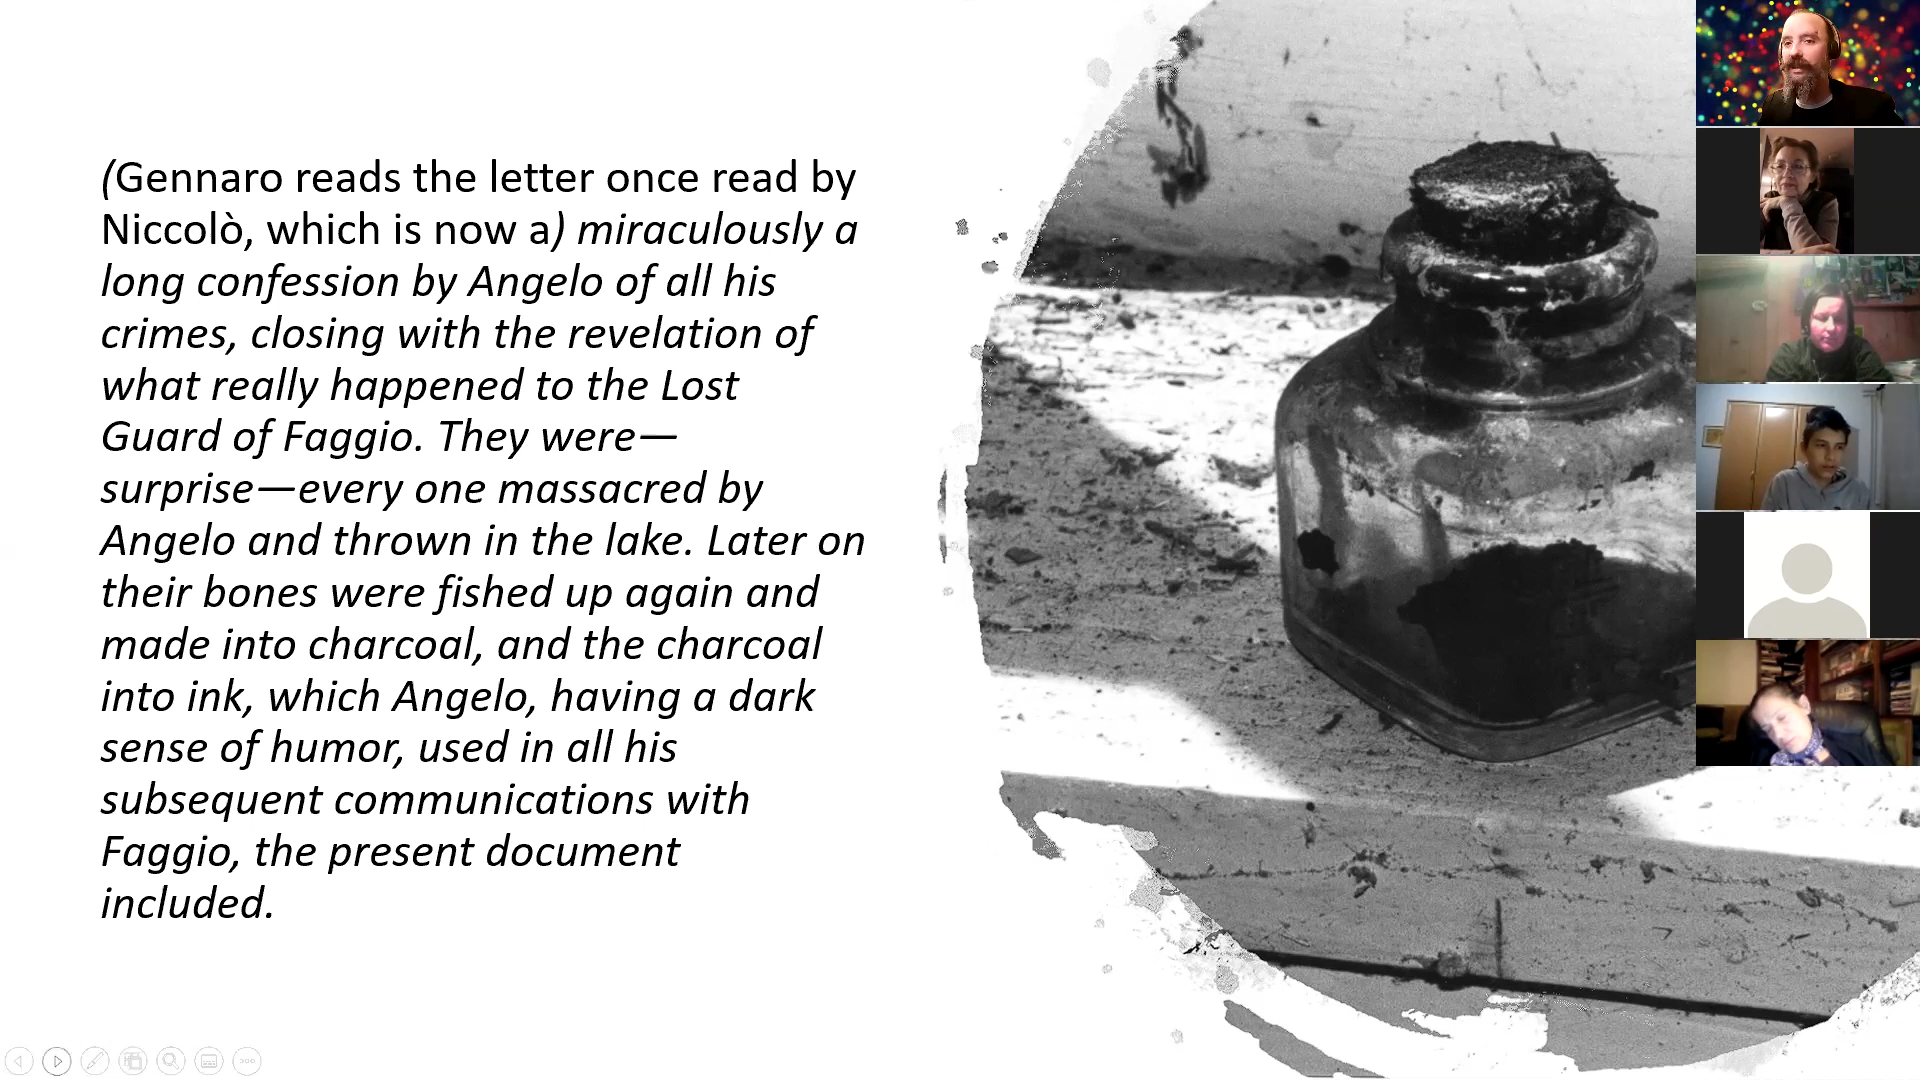 (Gennaro reads the letter once read by
Niccolò, which is now a) miraculously a
long confession by Angelo of all his
crimes, closing with the revelation of
what really happened to the Lost
Guard of Faggio. They were—
surprise—every one massacred by
Angelo and thrown in the lake. Later on
their bones were fished up again and
made into charcoal, and the charcoal
into ink, which Angelo, having a dark
sense of humor, used in all his
subsequent communications with
Faggio, the present document
included.